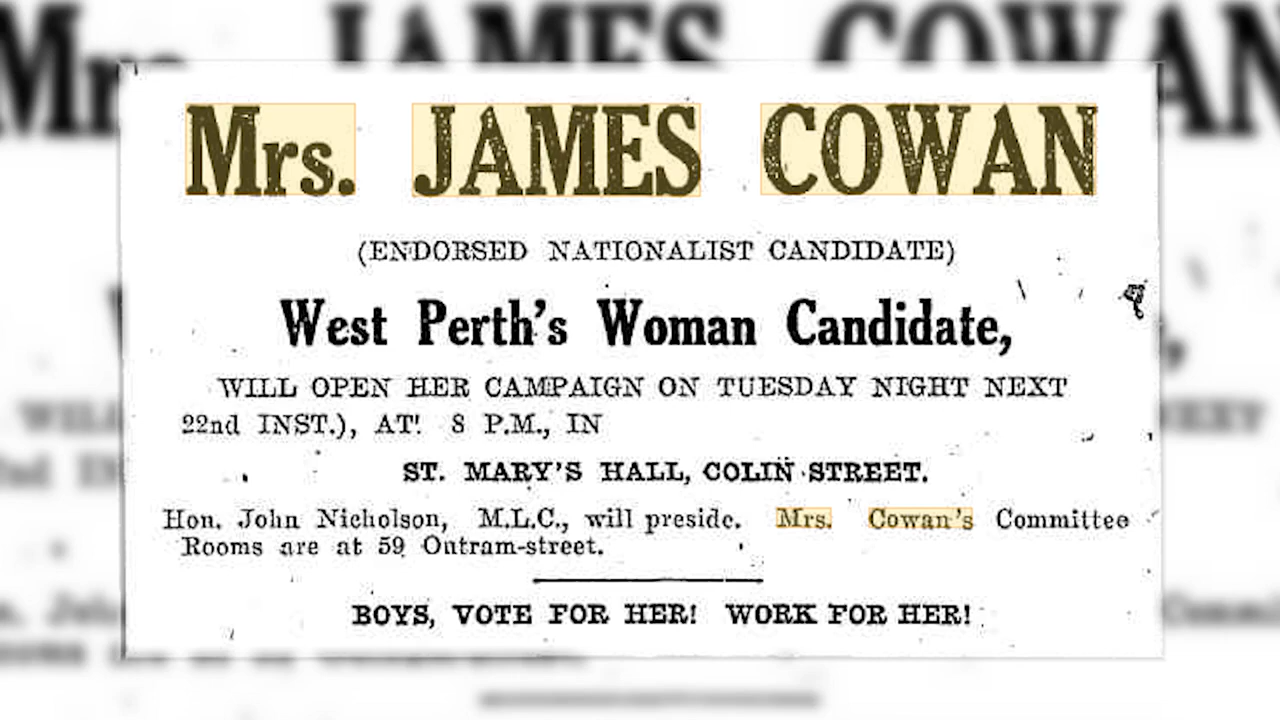 Mrs. JAMES COWAN
(ENDORSED NATIONALIST CANDIDATE)
West Perth's Woman Candidate,
WILL OPEN HER CAMPAIGN ON TUESDAY NIGHT NEXT
22nd INST.), AT 8 P.M., IN
ST. MARY'S HALL, COLIN STREET.
Hon. John Nicholson, M.L.C., will preside. Mrs. Cowan's Committee
Rooms are at 59 Outram-street.
BOYS, VOTE FOR HER! WORK FOR HER!